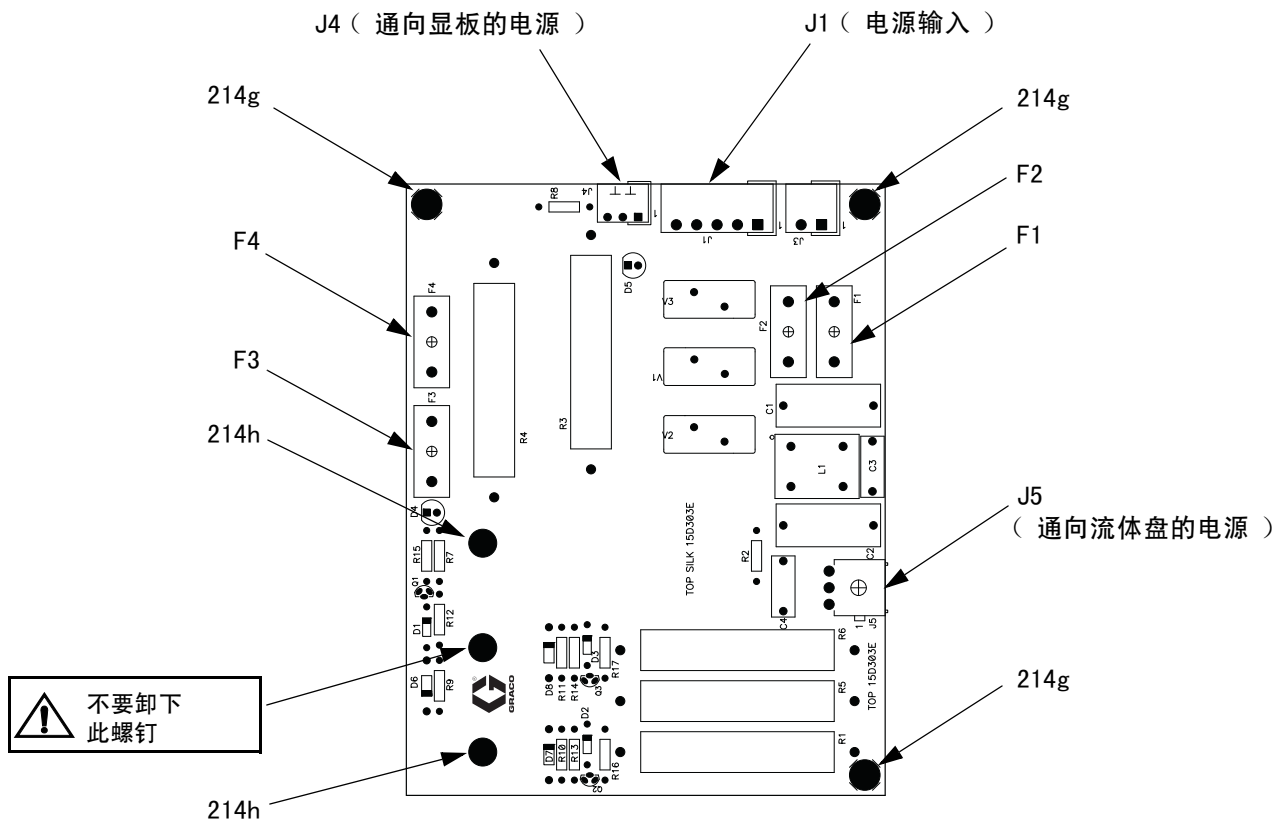 J4（ 通向显板的电源 ）
J1（ 电源输入 ）
214g
214g
F2
F4
F1
F3
214h
J5
（ 通向流体盘的电源 ）
不要卸下
此螺钉
214g
214h
R8
J4
1
J1
1
J3
1
F4
D5
V3
F2
F1
F3
R4
R3
V1
V2
C1
L1
C3
D4
R15
R7
Q1
D1
R12
D6
R9
TOP SILK 15D303E
R2
C2
C4
1
J5
GRACO
®
D8
R11
R14
D3
Q3
R17
D2
D7
R10
R13
Q2
R16
R6
R5
R1
TOP 15D303E